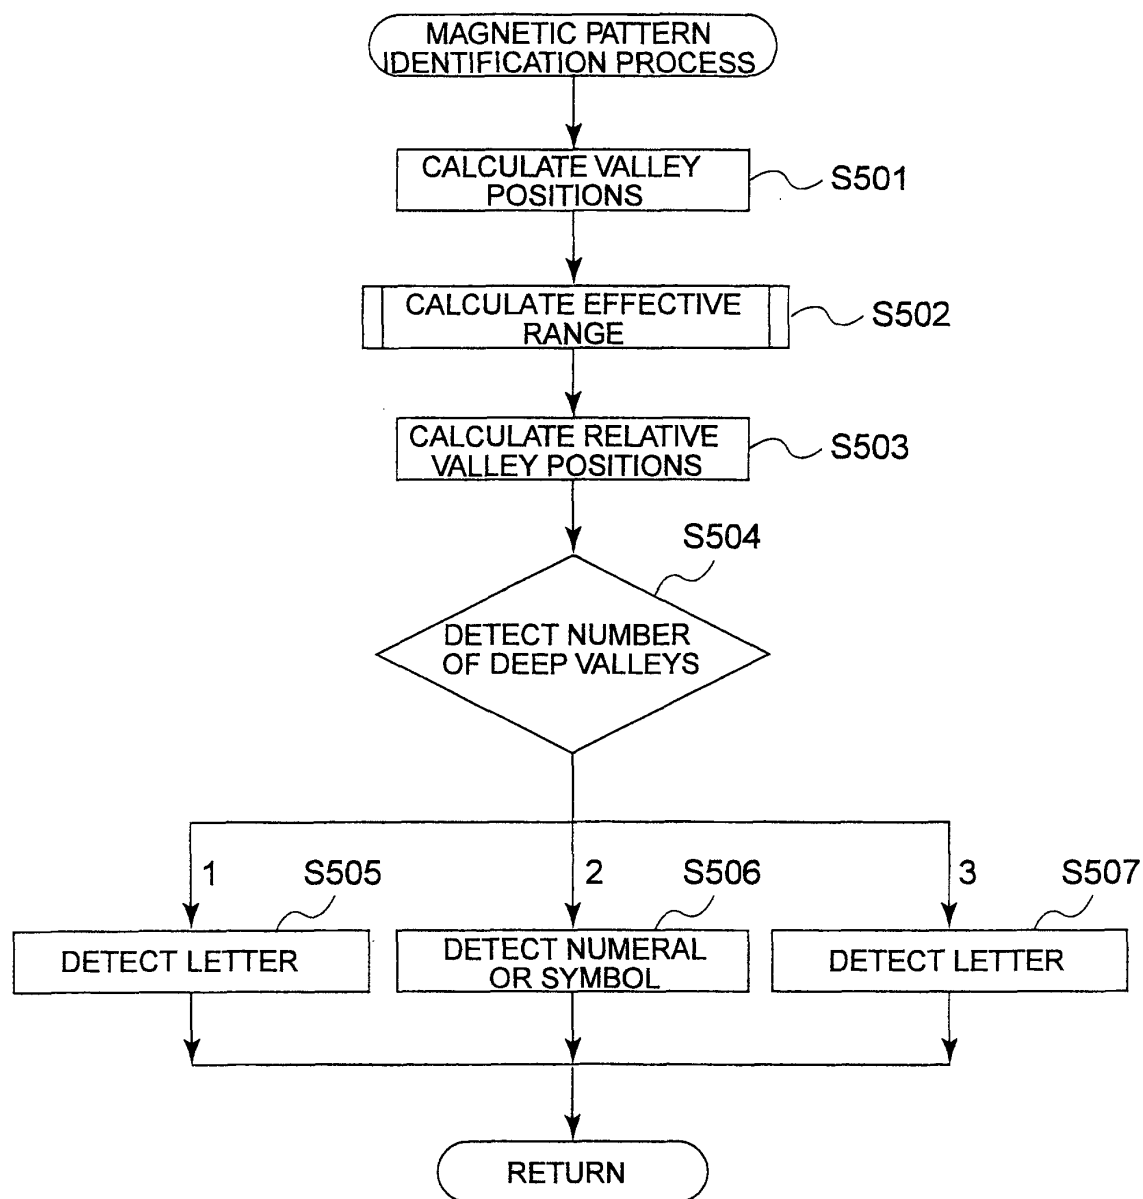 MAGNETIC PATTERN
IDENTIFICATION PROCESS
CALCULATE VALLEY
POSITIONS
S501
CALCULATE EFFECTIVE
RANGE
S502
CALCULATE RELATIVE
VALLEY POSITIONS
S503
S504
DETECT NUMBER
OF DEEP VALLEYS
1
S505
2
S506
3
S507
DETECT LETTER
DETECT NUMERAL
OR SYMBOL
DETECT LETTER
RETURN